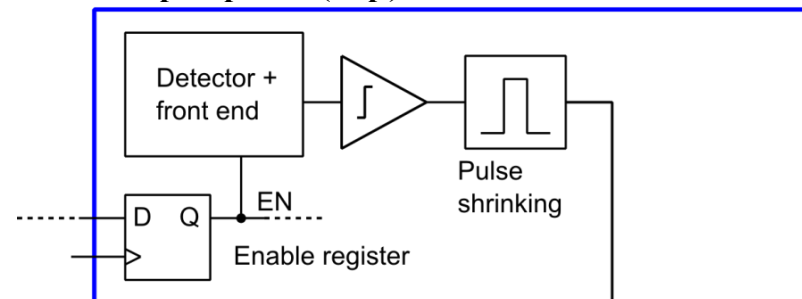 Detector +
front end
Pulse
shrinking
EN
D Q
Enable register